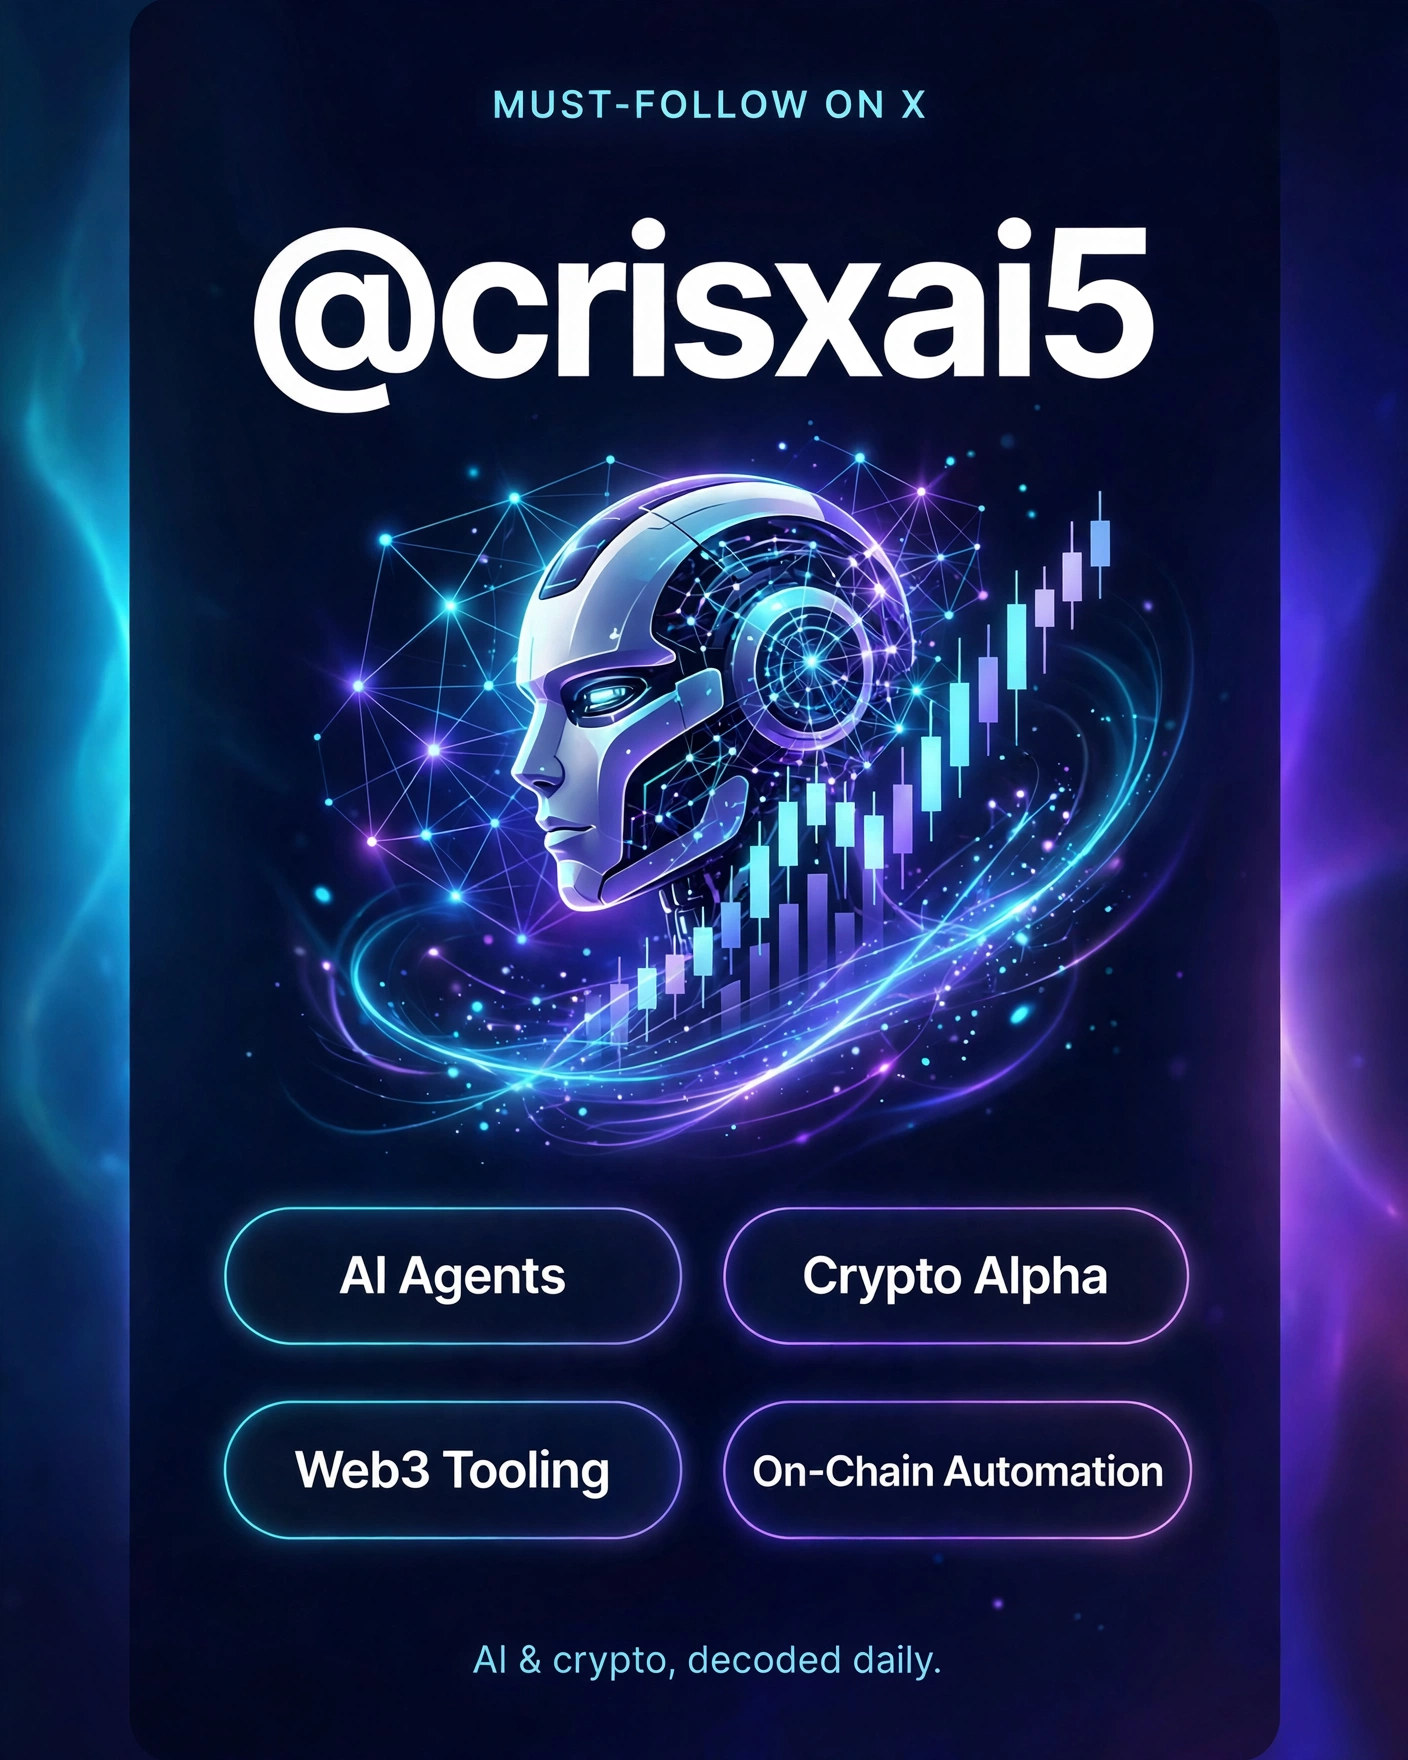 MUST-FOLLOW ON X
@crisxai5
AI Agents
Crypto Alpha
Web3 Tooling
On-Chain Automation
AI & crypto, decoded daily.